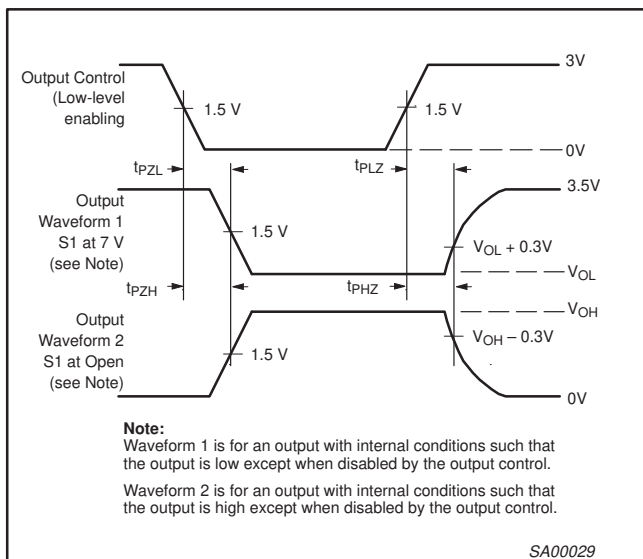 Output Control
(Low-level
enabling
1.5 V
1.5 V
3V
0V
tPZL
tPLZ
Output
Waveform 1
S1 at 7 V
(see Note)
1.5 V
3.5V
VOL + 0.3V
VOL
tPZH
tPHZ
VOH
Output
Waveform 2
S1 at Open
(see Note)
1.5 V
VOH – 0.3V
0V
Note:
Waveform 1 is for an output with internal conditions such that
the output is low except when disabled by the output control.
Waveform 2 is for an output with internal conditions such that
the output is high except when disabled by the output control.
SA00029